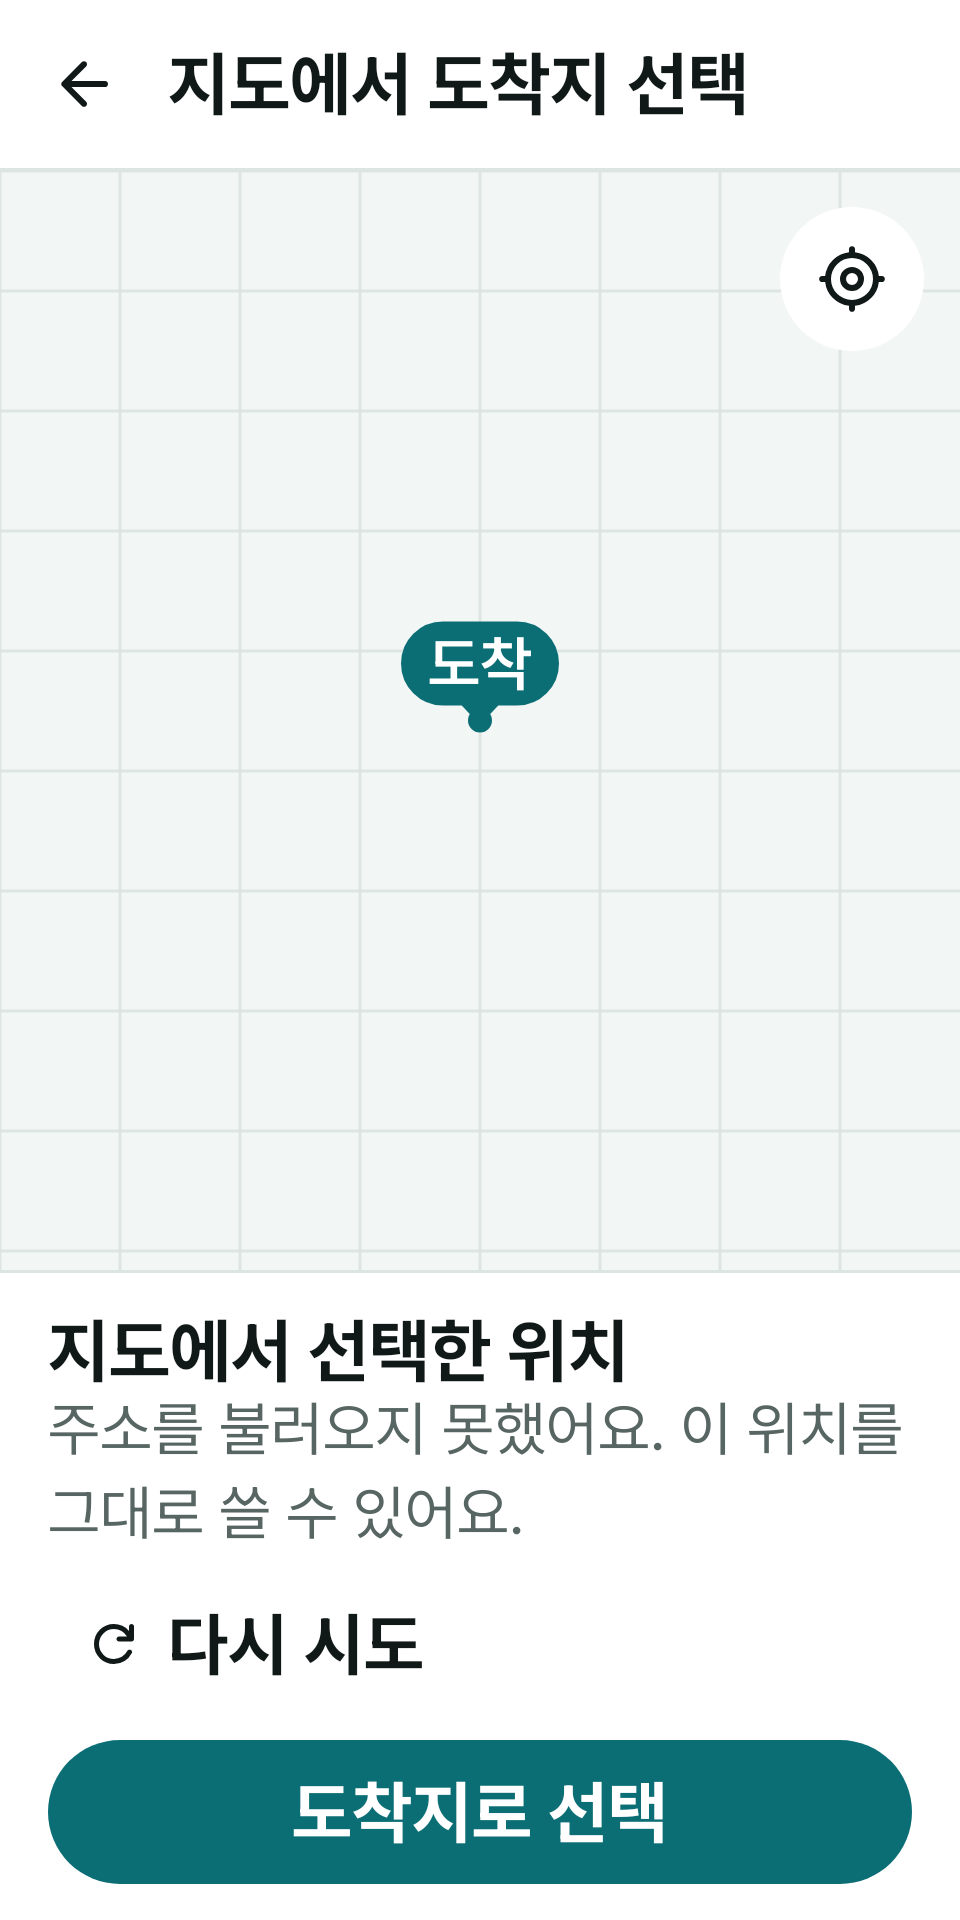 지도에서 도착지 선택
도착
지도에서 선택한 위치
주소를 불러오지 못했어요. 이 위치를
그대로 쓸 수 있어요.
다시 시도
도착지로 선택